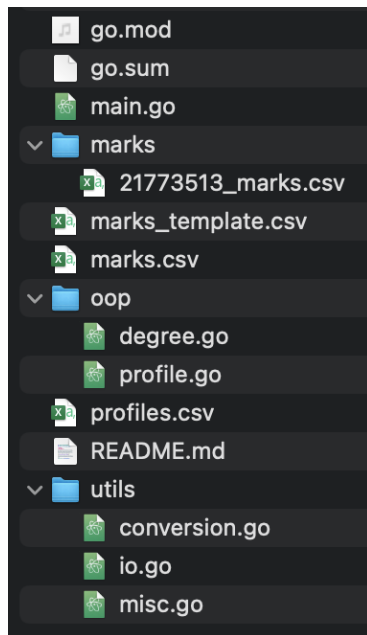 go.mod
go.sum
main.go
marks
21773513_marks.csv
marks_template.csv
marks.csv
oop
degree.go
profile.go
profiles.csv
README.md
utils
conversion.go
io.go
misc.go